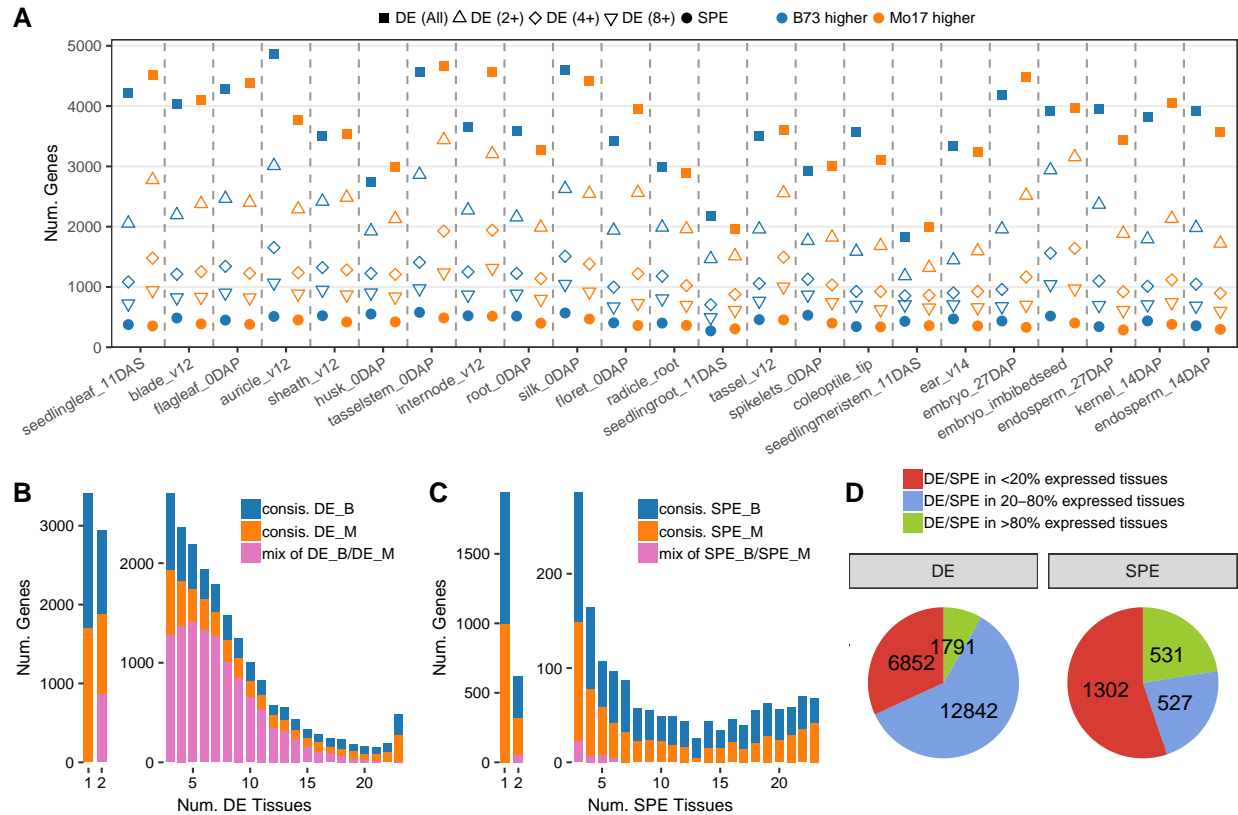 A
DE (All) DE (2+) DE (4+) DE (8+) SPE B73 higher Mo17 higher
Num. Genes
5000
4000
3000
2000
1000
0
seedlingleaf_11DAS
blade_v12
flagleaf_0DAP
auricle_v12
sheath_v12
husk_0DAP
tasselstem_0DAP
internode_v12
root_0DAP
silk_0DAP
floret_0DAP
radicle_root
seedlingroot_11DAS
tassel_v12
spikelets_0DAP
coleoptile_tip
seedlingmeristem_11DAS
ear_v14
embryo_27DAP
embryo_imbibedseed
endosperm_27DAP
kernel_14DAP
endosperm_14DAP
B
Num. Genes
3000
2000
1000
0
1 2
2000
1000
0
5 10 15 20
consis. DE_B
consis. DE_M
mix of DE_B/DE_M
Num. DE Tissues
C
Num. Genes
1500
1000
500
0
1 2
200
100
0
5 10 15 20
consis. SPE_B
consis. SPE_M
mix of SPE_B/SPE_M
Num. SPE Tissues
D
DE/SPE in <20% expressed tissues
DE/SPE in 20–80% expressed tissues
DE/SPE in >80% expressed tissues
DE
1791
6852
12842
SPE
531
1302
527